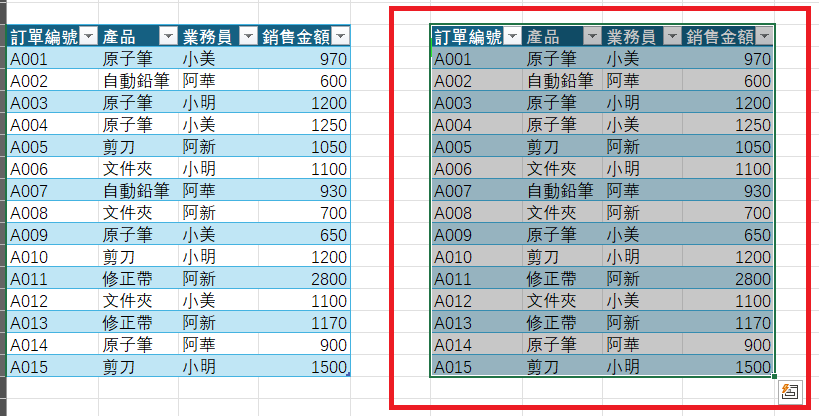 訂單編號 產品 業務員 銷售金額 訂單編號 產品 業務員 銷售金額
A001 原子筆 小美 970 A001 原子筆 小美 970
A002 自動鉛筆 阿華 600 A002 自動鉛筆 阿華 600
A003 原子筆 小明 1200 A003 原子筆 小明 1200
A004 原子筆 小美 1250 A004 原子筆 小美 1250
A005 剪刀 阿新 1050 A005 剪刀 阿新 1050
A006 文件夾 小明 1100 A006 文件夾 小明 1100
A007 自動鉛筆 阿華 930 A007 自動鉛筆 阿華 930
A008 文件夾 阿新 700 A008 文件夾 阿新 700
A009 原子筆 小美 650 A009 原子筆 小美 650
A010 剪刀 小明 1200 A010 剪刀 小明 1200
A011 修正帶 阿新 2800 A011 修正帶 阿新 2800
A012 文件夾 小美 1100 A012 文件夾 小美 1100
A013 修正帶 阿新 1170 A013 修正帶 阿新 1170
A014 原子筆 阿華 900 A014 原子筆 阿華 900
A015 剪刀 小明 1500 A015 剪刀 小明 1500